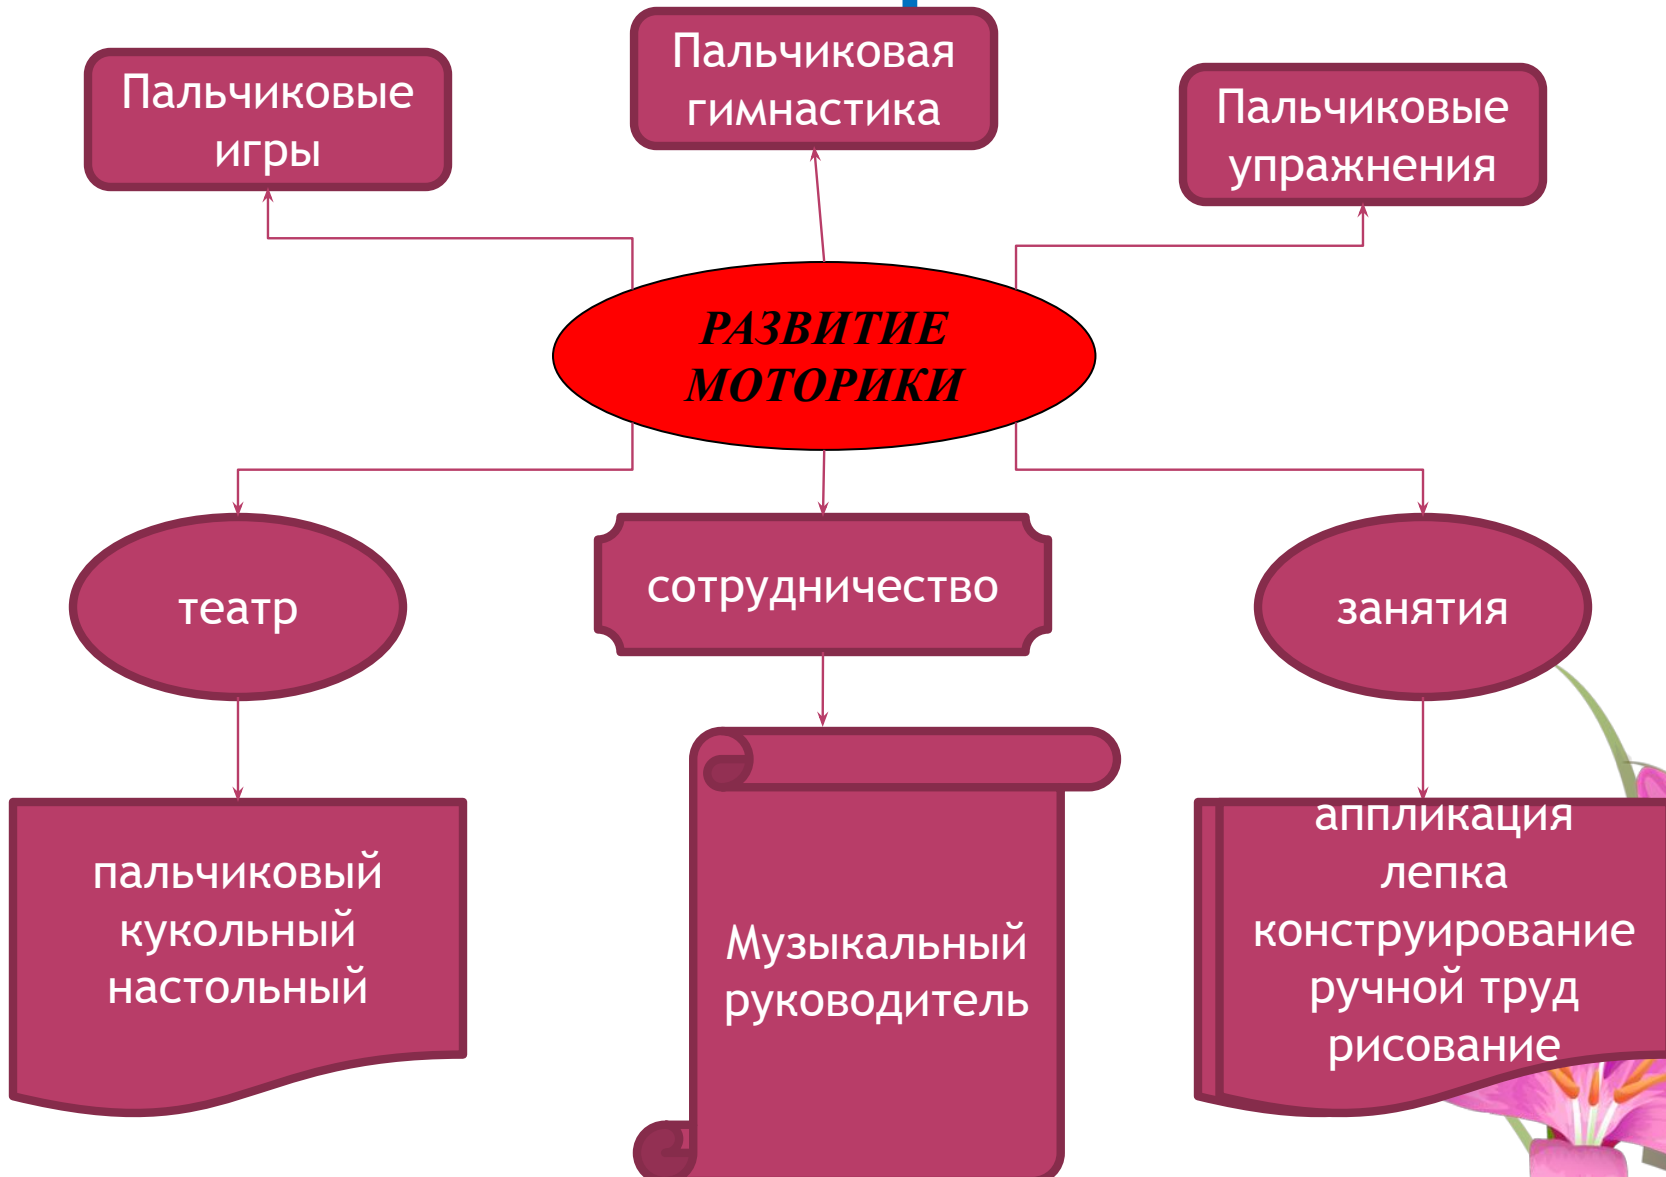 Пальчиковые
игры
Пальчиковая
гимнастика
Пальчиковые
упражнения
РАЗВИТИЕ
МОТОРИКИ
театр
сотрудничество
занятия
пальчиковый
кукольный
настольный
Музыкальный
руководитель
аппликация
лепка
конструирование
ручной труд
рисование